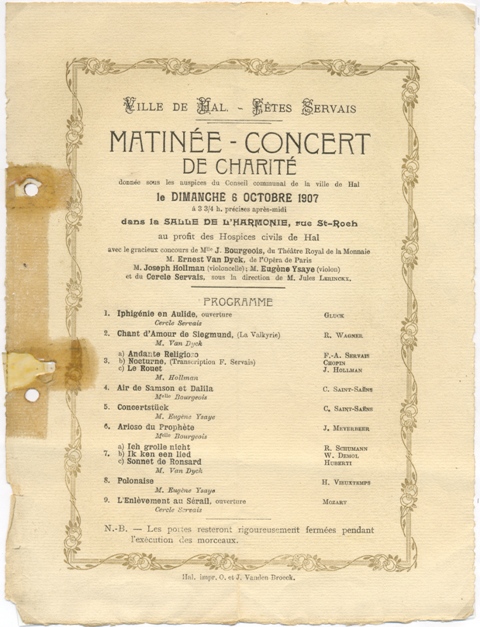 Ville de Hal. - Fêtes Servais
MATINÉE - CONCERT
DE CHARITÉ
donnée sous les auspices du Conseil communal de la ville de Hal
le DIMANCHE 6 OCTOBRE 1907
à 2 3/4 h. précises après-midi
dans la SALLE DE L'HARMONIE, rue St-Roch
au profit des Hospices civils de Hal
avec le gracieux concours de Mlle J. Bourgeois, du Théâtre Royal de la Monnaie
M. Ernest Van Dyck, de l'Opéra de Paris
M. Joseph Hollman (violoncelle); M. Eugène Ysaye (violon)
et du Cercle Servais, sous la direction de M. Jules Lerinckx.
PROGRAMME
1. Iphigénie en Aulide, ouverture Gluck
Cercle Servais
2. Chant d'Amour de Siegmund, (La Valkyrie) R. Wagner
M. Van Dyck
a) Andante Religioso F.-A. Servais
3. b) Nocturne, (Transcription F. Servais) Chopin
c) Le Rouet J. Hollman
M. Hollman
4. Air de Samson et Dalila C. Saint-Saëns
Melle Bourgeois
5. Concertstück C. Saint-Saëns
M. Eugène Ysaye
6. Arioso du Prophète J. Meyerbeer
Melle Bourgeois
a) Ich grolle nicht R. Schumann
7. b) Ik ken een lied W. Demol
c) Sonnet de Ronsard Huberti
M. Van Dyck
8. Polonaise H. Vieuxtemps
M. Eugène Ysaye
9. L'Enlèvement au Sérail, ouverture Mozart
Cercle Servais
N.-B. — Les portes resteront rigoureusement fermées pendant
l'exécution des morceaux.
Hal. impr. O. et J. Vanden Broeck.